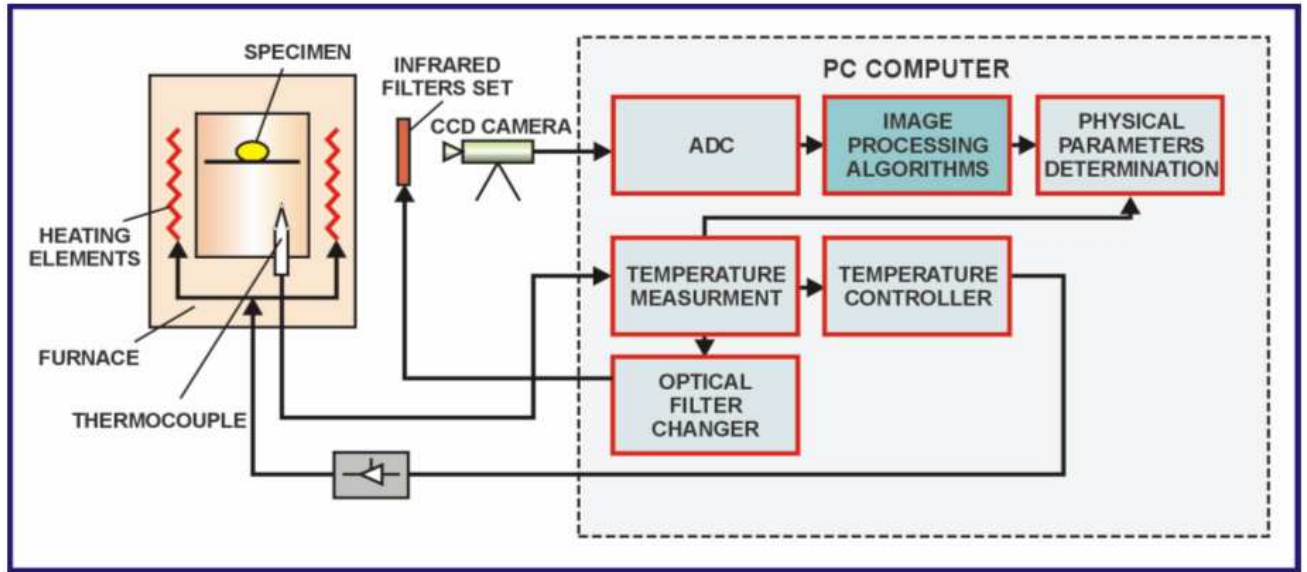 SPECIMEN
INFRARED
FILTERS SET
CCD CAMERA
HEATING
ELEMENTS
FURNACE
THERMOCOUPLE
PC COMPUTER
ADC
IMAGE
PROCESSING
ALGORITHMS
PHYSICAL
PARAMETERS
DETERMINATION
TEMPERATURE
MEASURMENT
TEMPERATURE
CONTROLLER
OPTICAL
FILTER
CHANGER